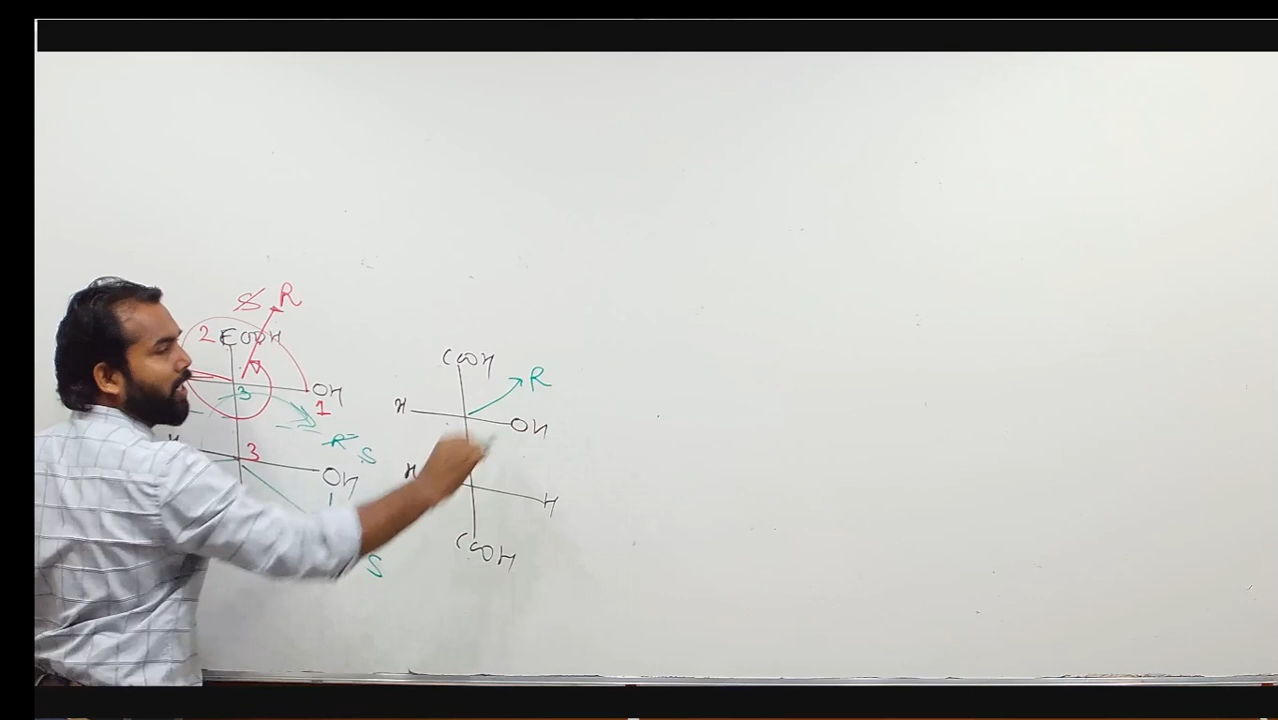 S R
2 COOH
3 OH
1
R S
3 OH
S
COOH
R
H OH
H H
COOH